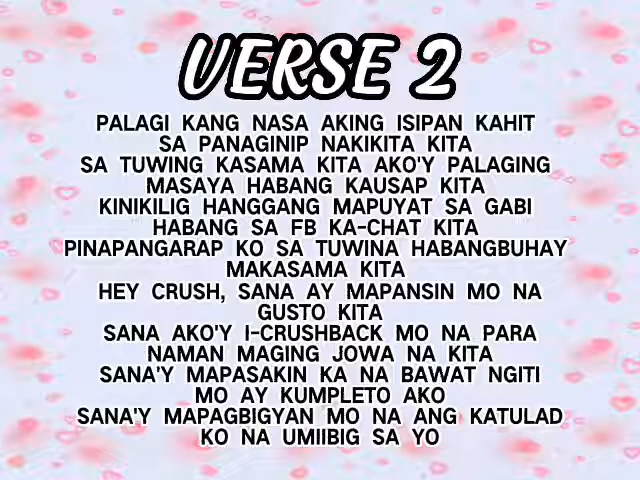 VERSE 2
PALAGI KANG NASA AKING ISIPAN KAHIT
SA PANAGINIP NAKIKITA KITA
SA TUWING KASAMA KITA AKO'Y PALAGING
MASAYA HABANG KAUSAP KITA
KINIKILIG HANGGANG MAPUYAT SA GABI
HABANG SA FB KA-CHAT KITA
PINAPANGARAP KO SA TUWINA HABANGBUHAY
MAKASAMA KITA
HEY CRUSH, SANA AY MAPANSIN MO NA
GUSTO KITA
SANA AKO'Y I-CRUSHBACK MO NA PARA
NAMAN MAGING JOWA NA KITA
SANA'Y MAPASAKIN KA NA BAWAT NGITI
MO AY KUMPLETO AKO
SANA'Y MAPAGBIGYAN MO NA ANG KATULAD
KO NA UMIIBIG SA YO